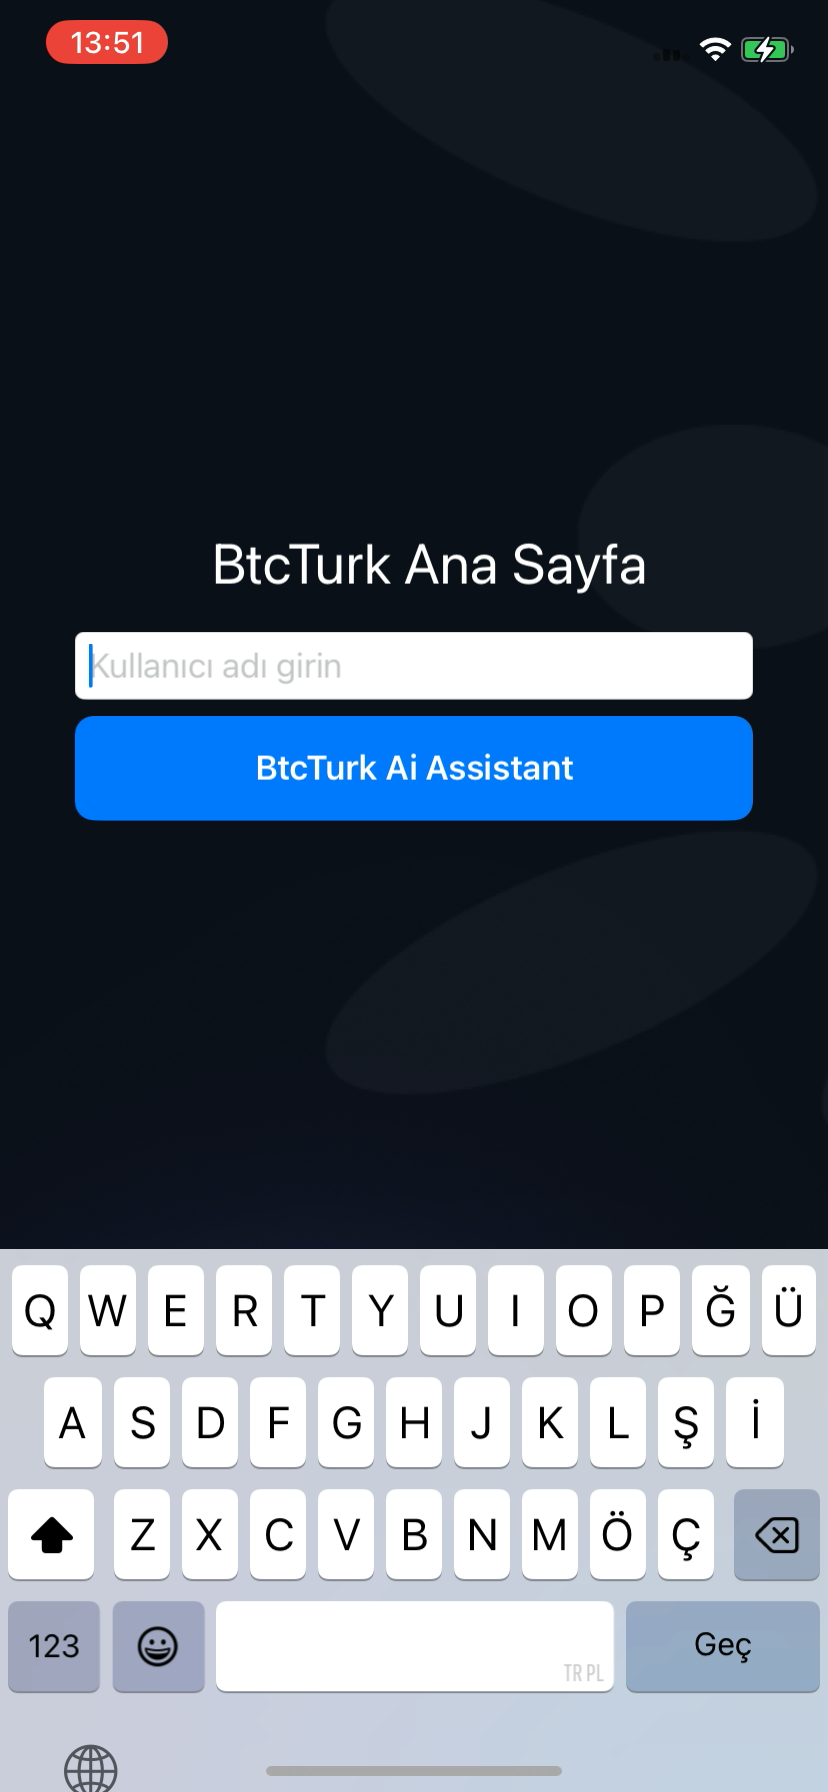 13:51
BtcTurk Ana Sayfa
Kullanıcı adı girin
BtcTurk Ai Assistant
Q W E R T Y U I O P Ğ Ü
A S D F G H J K L Ş İ
Z X C V B N M Ö Ç
123 TR PL Geç